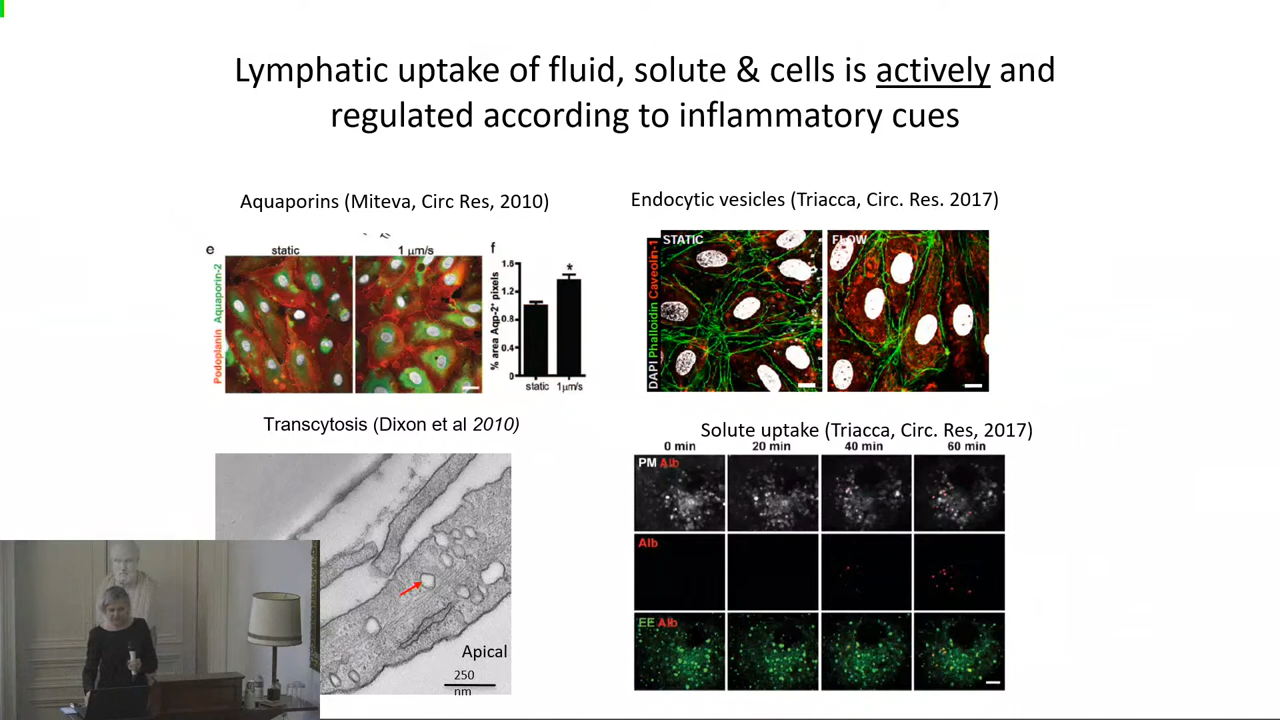 Lymphatic uptake of fluid, solute & cells is actively and
regulated according to inflammatory cues
Aquaporins (Miteva, Circ Res, 2010)
e
static
1 μm/s
Podoplanin Aquaporin-2
f
% area Aqp-2+ pixels
1.6
1.2
0.8
0.4
0
*
static
1μm/s
Endocytic vesicles (Triacca, Circ. Res. 2017)
DAPI Phalloidin Caveolin-1
STATIC
FLOW
Transcytosis (Dixon et al 2010)
Apical
250
nm
Solute uptake (Triacca, Circ. Res, 2017)
0 min
20 min
40 min
60 min
PM Alb
Alb
EE Alb